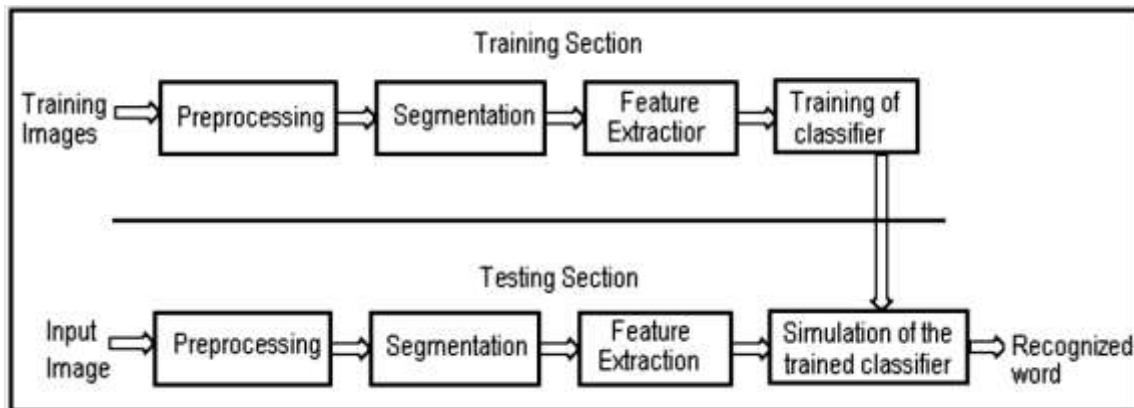 Training Section
Training
Images
Preprocessing
Segmentation
Feature
Extractior
Training of
classifier
Testing Section
Input
Image
Preprocessing
Segmentation
Feature
Extraction
Simulation of the
trained classifier
Recognized
word